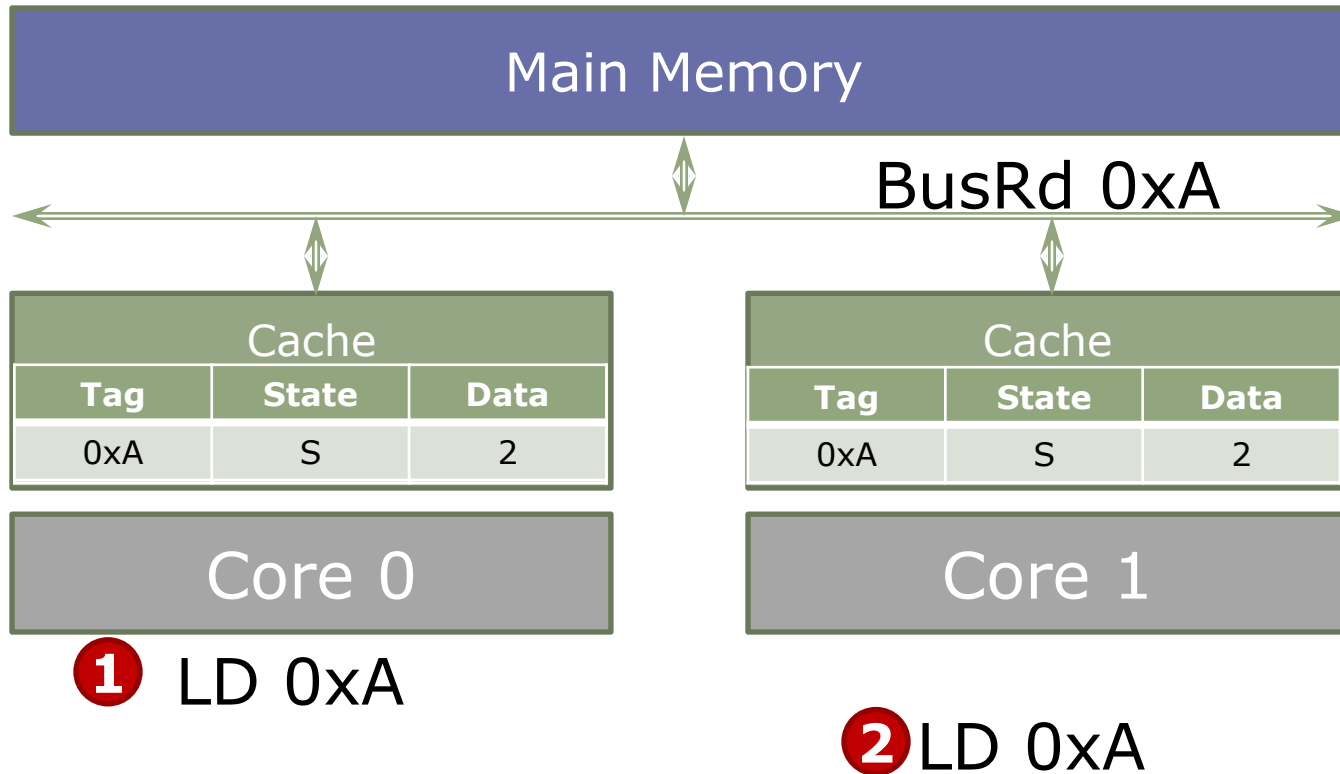 Main Memory
BusRd 0xA
Cache
Tag State Data
0xA S 2
Core 0
1 LD 0xA
Cache
Tag State Data
0xA S 2
Core 1
2 LD 0xA